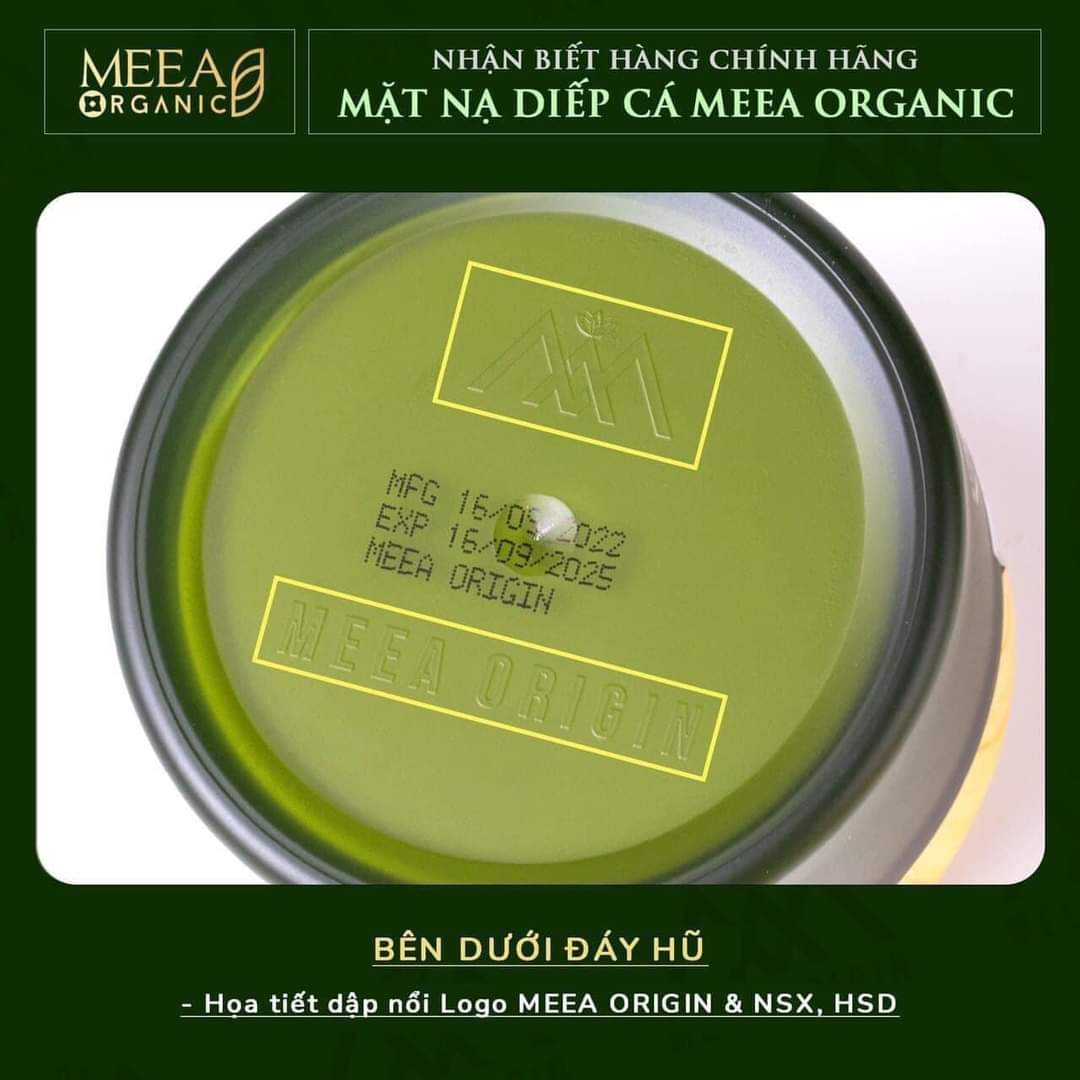 MEEA
ORGANIC
NHẬN BIẾT HÀNG CHÍNH HÃNG
MẶT NẠ DIẾP CÁ MEEA ORGANIC
MFG 16/09/2022
EXP 16/09/2025
MEEA ORIGIN
MEEA ORIGIN
BÊN DƯỚI ĐÁY HŨ
- Họa tiết dập nổi Logo MEEA ORIGIN & NSX, HSD